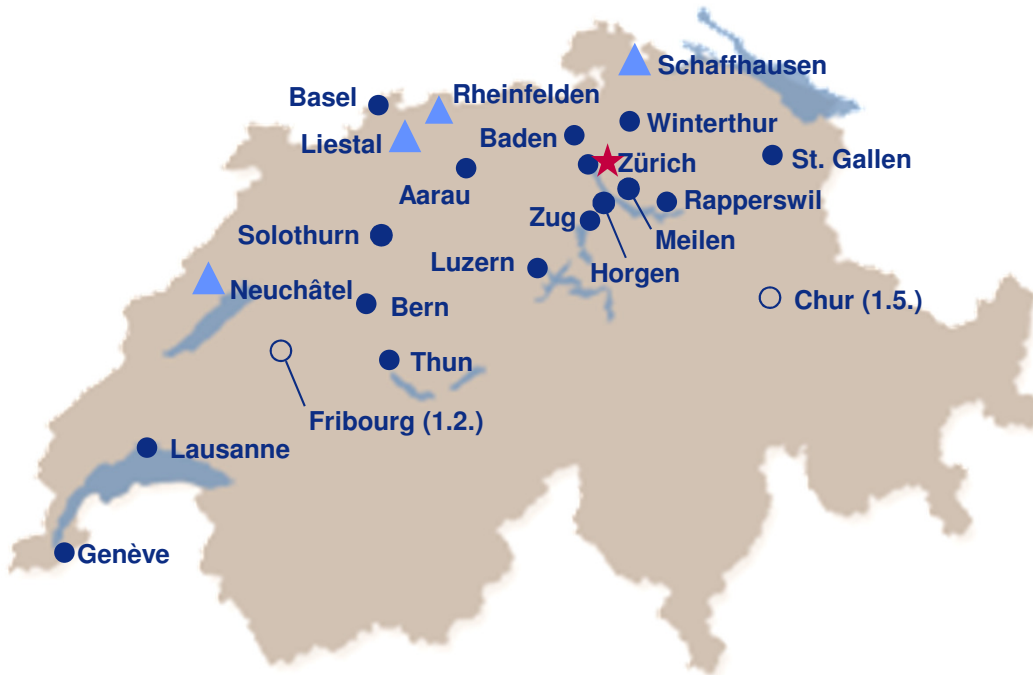 Schaffhausen
Rheinfelden
Basel
Winterthur
Baden
Liestal
St. Gallen
Zürich
Aarau
Rapperswil
Zug
Solothurn
Meilen
Luzern
Horgen
Neuchâtel
Chur (1.5.)
Bern
Thun
Fribourg (1.2.)
Lausanne
Genève